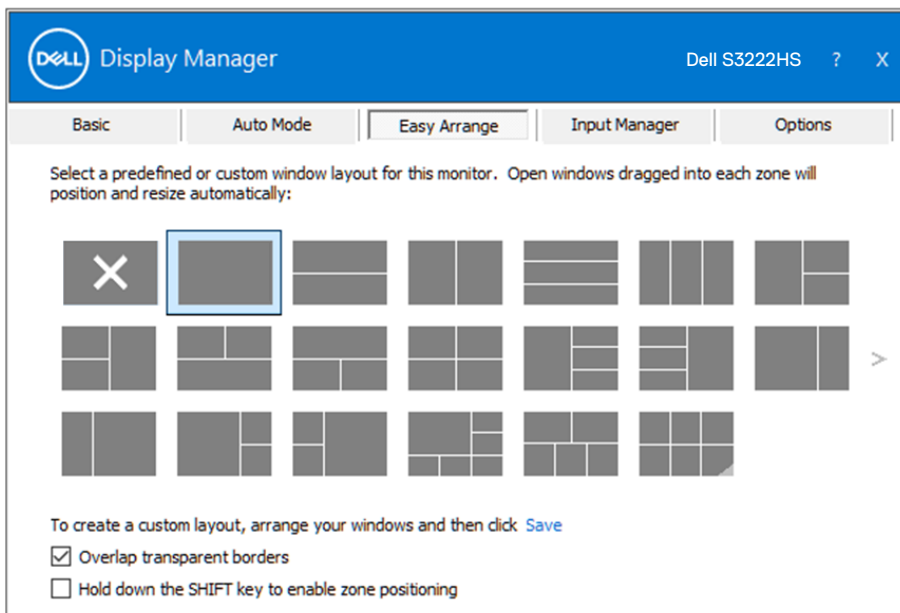 DELL Display Manager Dell S3222HS ? X
Basic Auto Mode Easy Arrange Input Manager Options
Select a predefined or custom window layout for this monitor. Open windows dragged into each zone will
position and resize automatically:
To create a custom layout, arrange your windows and then click Save
Overlap transparent borders
Hold down the SHIFT key to enable zone positioning